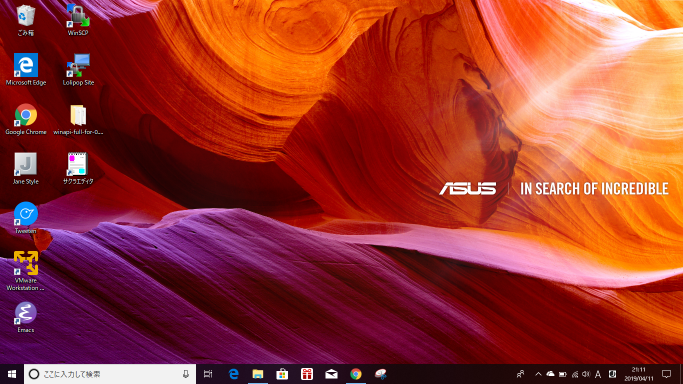 ごみ箱
WinSCP
Microsoft Edge
Lolipop Site
Google Chrome
winapi-full-for-0...
Jane Style
サクラエディタ
Tweeten
VMware
Workstation ...
Emacs
ASUS
IN SEARCH OF INCREDIBLE
ここに入力して検索
A
21:11
2019/04/11